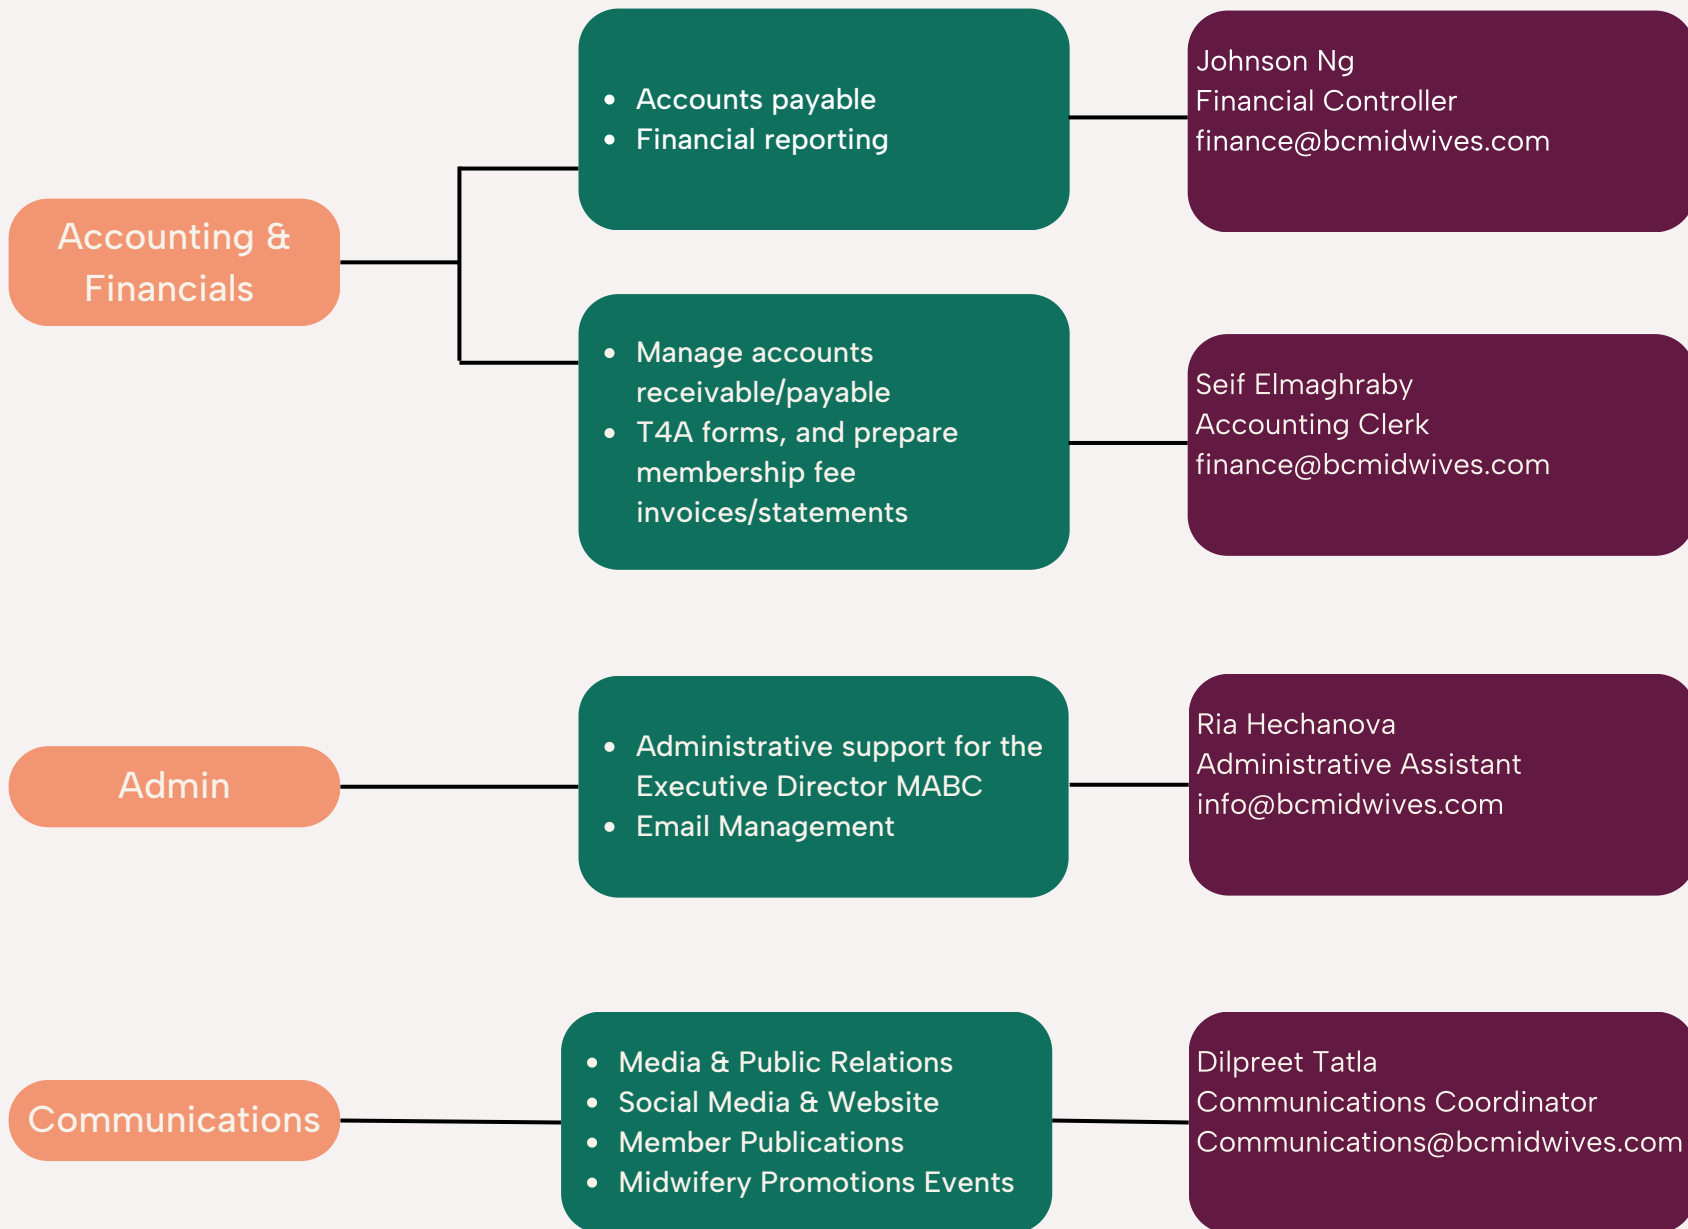 Accounting &
Financials
• Accounts payable
• Financial reporting
Johnson Ng
Financial Controller
finance@bcmidwives.com
• Manage accounts
receivable/payable
• T4A forms, and prepare
membership fee
invoices/statements
Seif Elmaghraby
Accounting Clerk
finance@bcmidwives.com
Admin
• Administrative support for the
Executive Director MABC
• Email Management
Ria Hechanova
Administrative Assistant
info@bcmidwives.com
Communications
• Media & Public Relations
• Social Media & Website
• Member Publications
• Midwifery Promotions Events
Dilpreet Tatla
Communications Coordinator
Communications@bcmidwives.com